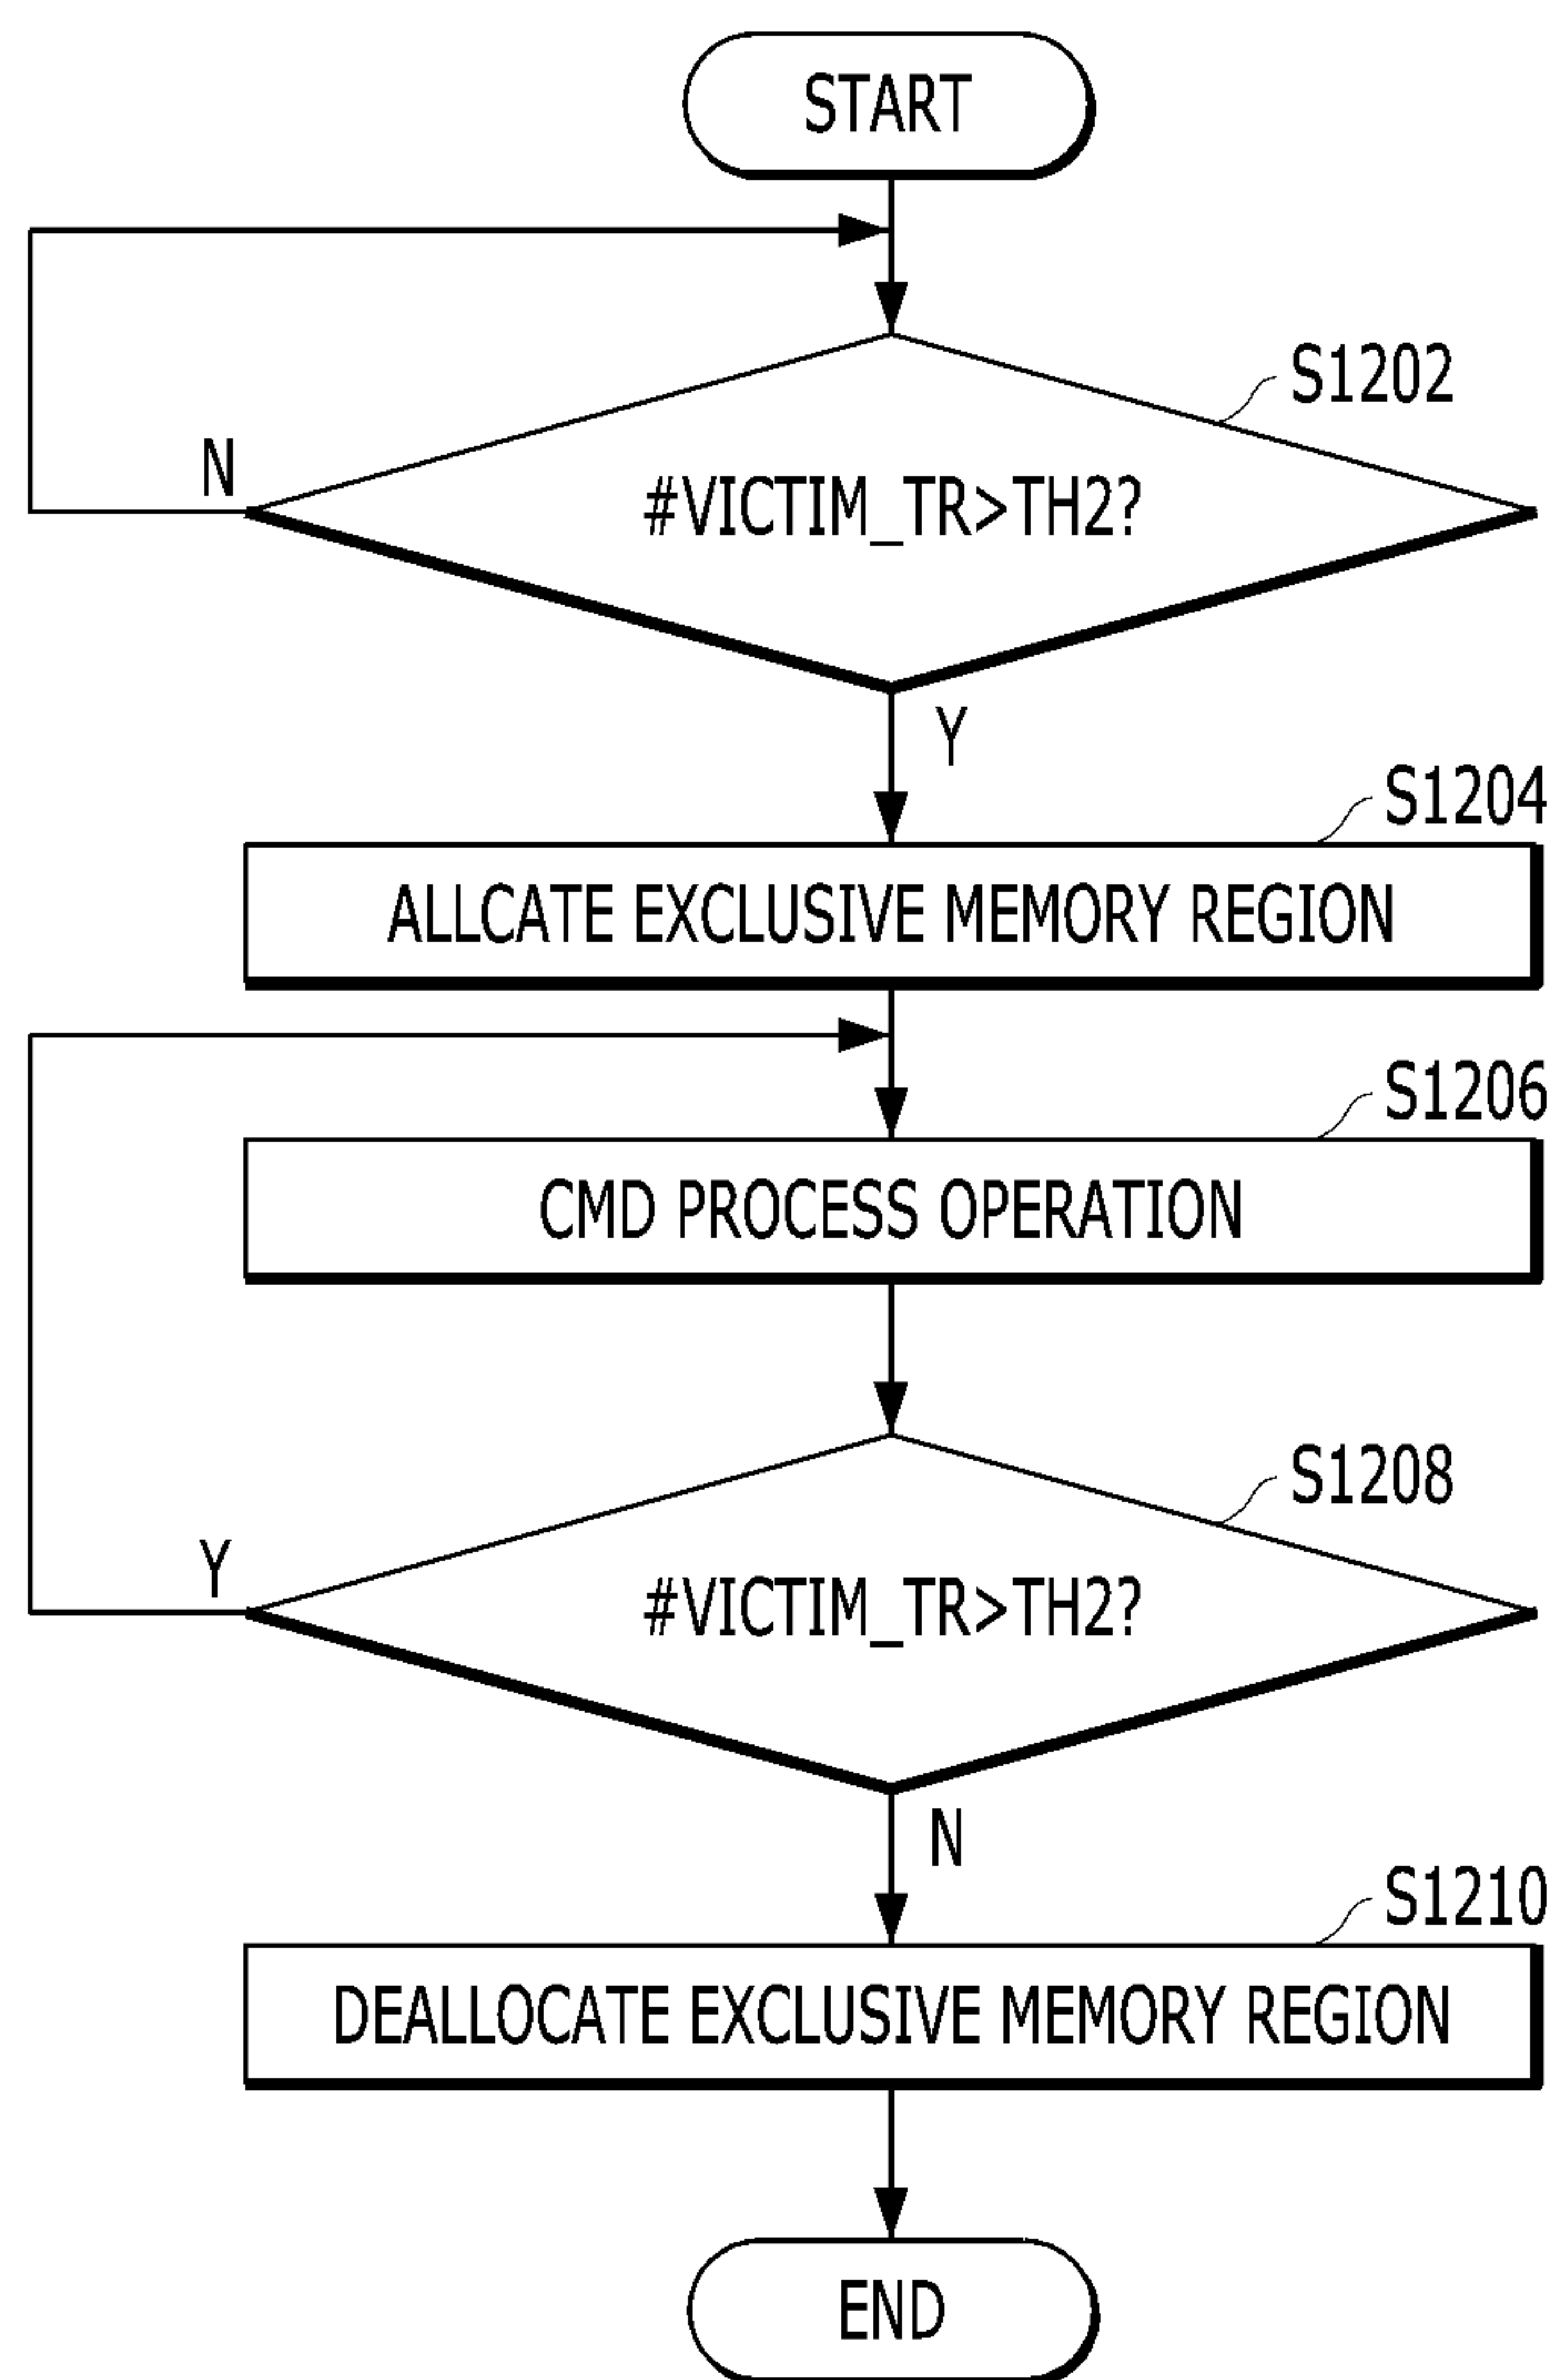 START
S1202
N
#VICTIM_TR>TH2?
Y
S1204
ALLCATE EXCLUSIVE MEMORY REGION
S1206
CMD PROCESS OPERATION
S1208
Y
#VICTIM_TR>TH2?
N
S1210
DEALLOCATE EXCLUSIVE MEMORY REGION
END